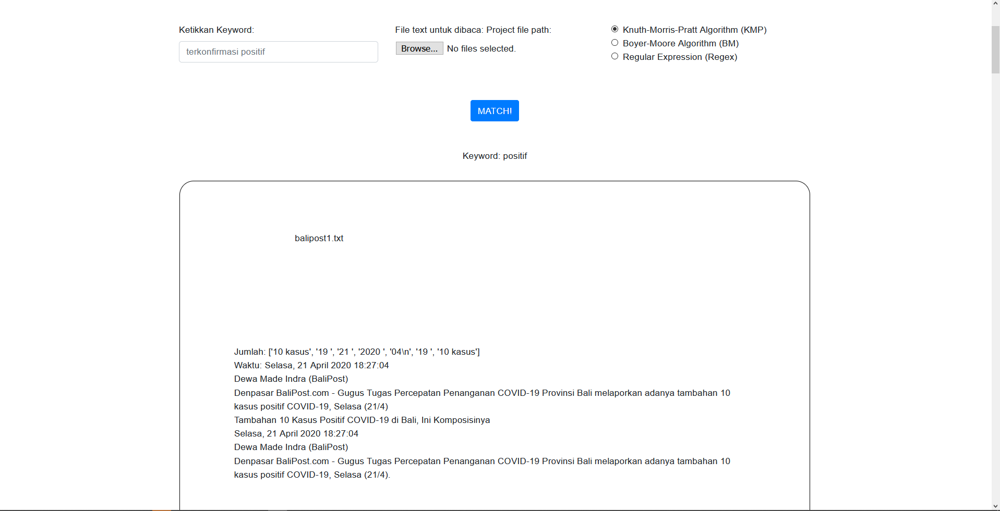 Ketikkan Keyword:
terkonfirmasi positif
File text untuk dibaca: Project file path:
Browse... No files selected.
Knuth-Morris-Pratt Algorithm (KMP)
Boyer-Moore Algorithm (BM)
Regular Expression (Regex)
MATCH!
Keyword: positif
balipost1.txt
Jumlah: ['10 kasus', '19 ', '21 ', '2020 ', '04\n', '19 ', '10 kasus']
Waktu: Selasa, 21 April 2020 18:27:04
Dewa Made Indra (BaliPost)
Denpasar BaliPost.com - Gugus Tugas Percepatan Penanganan COVID-19 Provinsi Bali melaporkan adanya tambahan 10
kasus positif COVID-19, Selasa (21/4)
Tambahan 10 Kasus Positif COVID-19 di Bali, Ini Komposisinya
Selasa, 21 April 2020 18:27:04
Dewa Made Indra (BaliPost)
Denpasar BaliPost.com - Gugus Tugas Percepatan Penanganan COVID-19 Provinsi Bali melaporkan adanya tambahan 10
kasus positif COVID-19, Selasa (21/4).